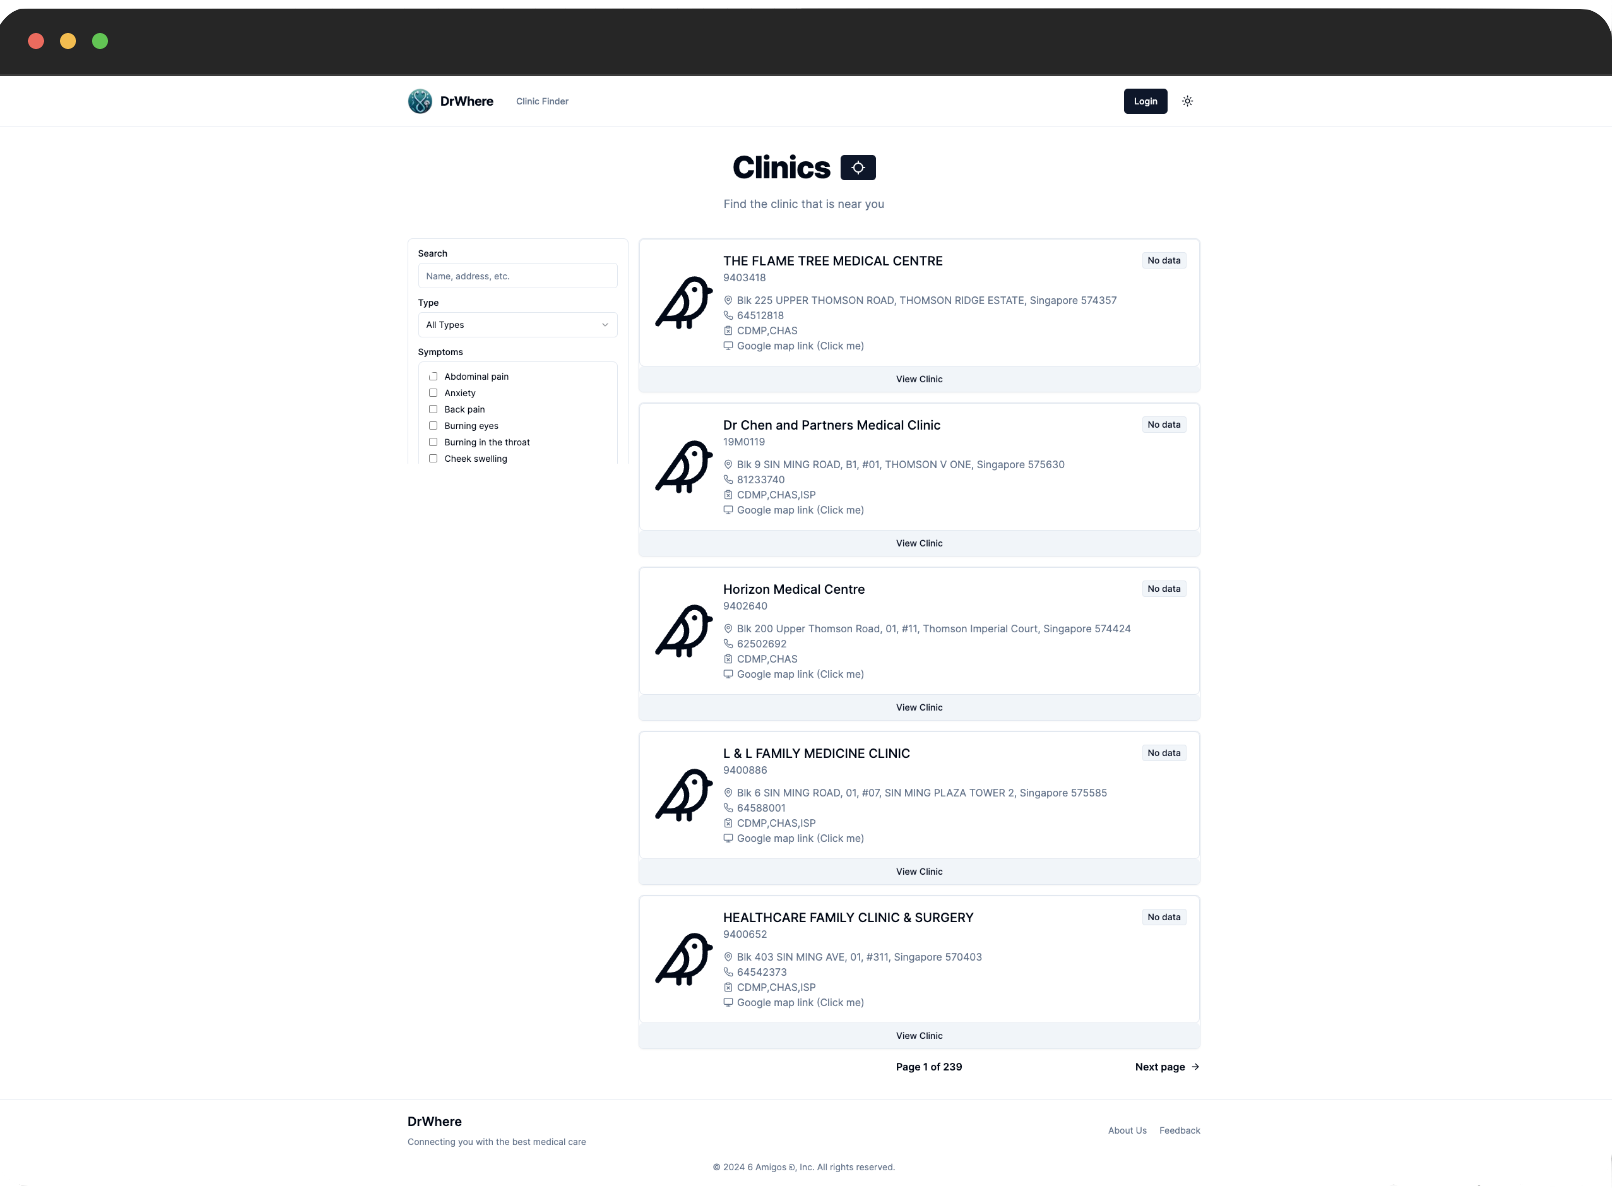 DrWhere
Clinic Finder
Login
Clinics
Find the clinic that is near you
Search
Name, address, etc.
Type
All Types
Symptoms
Abdominal pain
Anxiety
Back pain
Burning eyes
Burning in the throat
Cheek swelling
THE FLAME TREE MEDICAL CENTRE
No data
9403418
Blk 225 UPPER THOMSON ROAD, THOMSON RIDGE ESTATE, Singapore 574357
64512818
CDMP,CHAS
Google map link (Click me)
View Clinic
Dr Chen and Partners Medical Clinic
No data
19M0119
Blk 9 SIN MING ROAD, B1, #01, THOMSON V ONE, Singapore 575630
81233740
CDMP,CHAS,ISP
Google map link (Click me)
View Clinic
Horizon Medical Centre
No data
9402640
Blk 200 Upper Thomson Road, 01, #11, Thomson Imperial Court, Singapore 574424
62502692
CDMP,CHAS
Google map link (Click me)
View Clinic
L & L FAMILY MEDICINE CLINIC
No data
9400886
Blk 6 SIN MING ROAD, 01, #07, SIN MING PLAZA TOWER 2, Singapore 575585
64588001
CDMP,CHAS,ISP
Google map link (Click me)
View Clinic
HEALTHCARE FAMILY CLINIC & SURGERY
No data
9400652
Blk 403 SIN MING AVE, 01, #311, Singapore 570403
64542373
CDMP,CHAS,ISP
Google map link (Click me)
View Clinic
Page 1 of 239
Next page →
DrWhere
Connecting you with the best medical care
About Us
Feedback
© 2024 6 Amigos, Inc. All rights reserved.